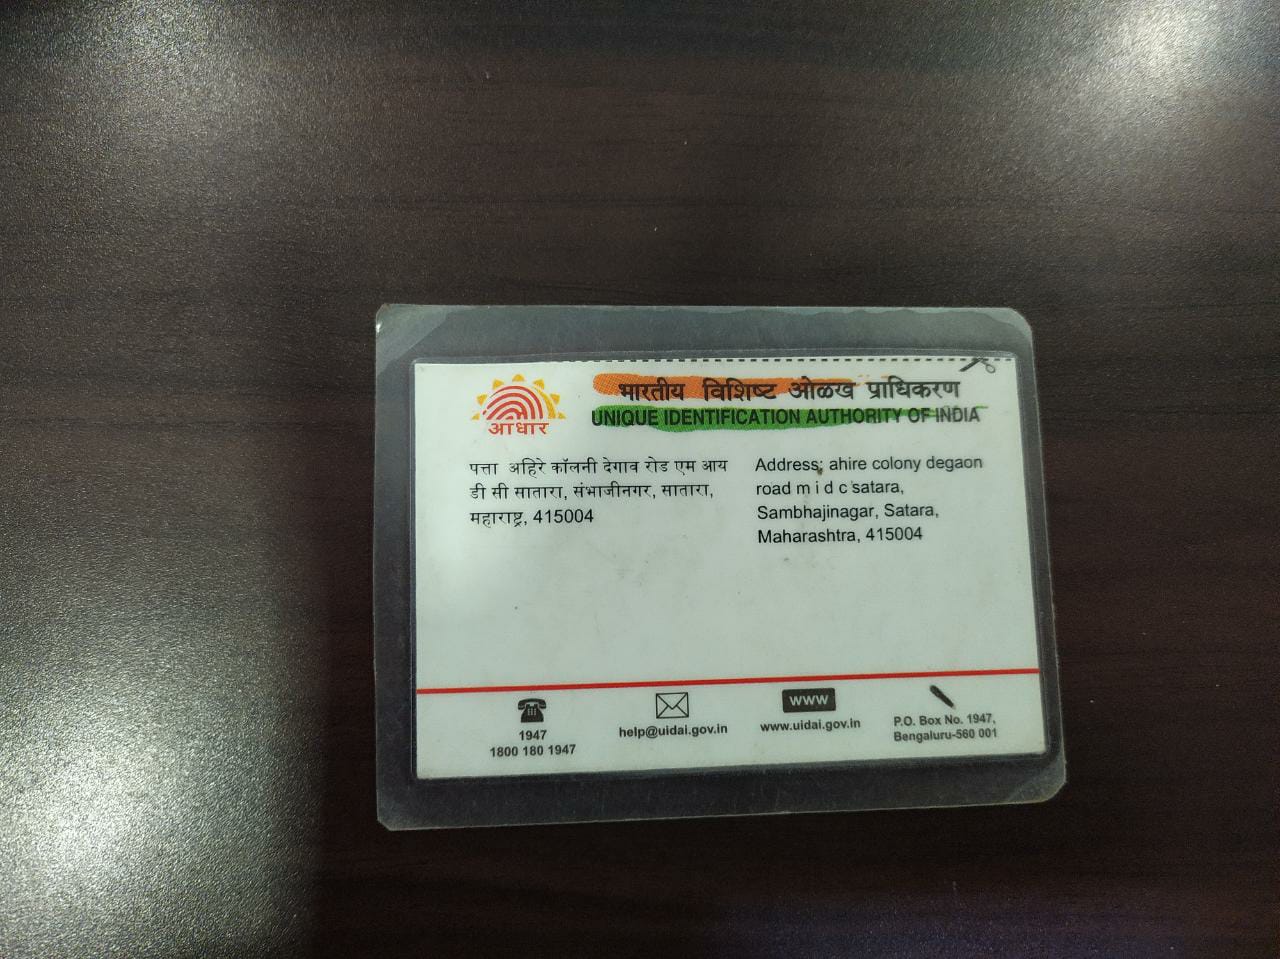 भारतीय विशिष्ट ओळख प्राधिकरण
UNIQUE IDENTIFICATION AUTHORITY OF INDIA
आधार
पत्ता अहिरे कॉलनी देगाव रोड एम आय
डी सी सातारा, संभाजीनगर, सातारा,
महाराष्ट्र, 415004
Address: ahire colony degaon
road m i d c satara,
Sambhajinagar, Satara,
Maharashtra, 415004
1947
1800 180 1947
help@uidai.gov.in
www
www.uidai.gov.in
P.O. Box No. 1947,
Bengaluru-560 001